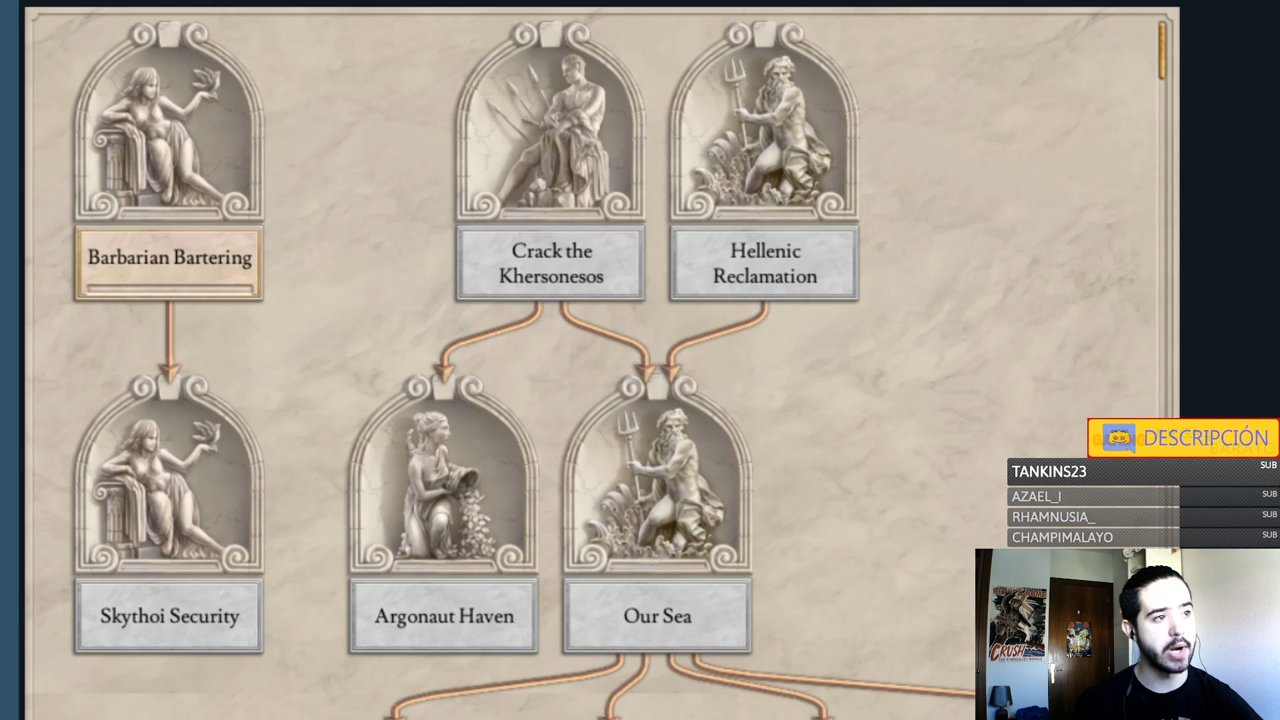 Barbarian Bartering
Crack the
Khersonesos
Hellenic
Reclamation
Skythoi Security
Argonaut Haven
Our Sea
DESCRIPCIÓN
TANKINS23
SUB
AZAEL_I
SUB
RHAMNUSIA_
SUB
CHAMPIMALAYO
SUB
CRUSH